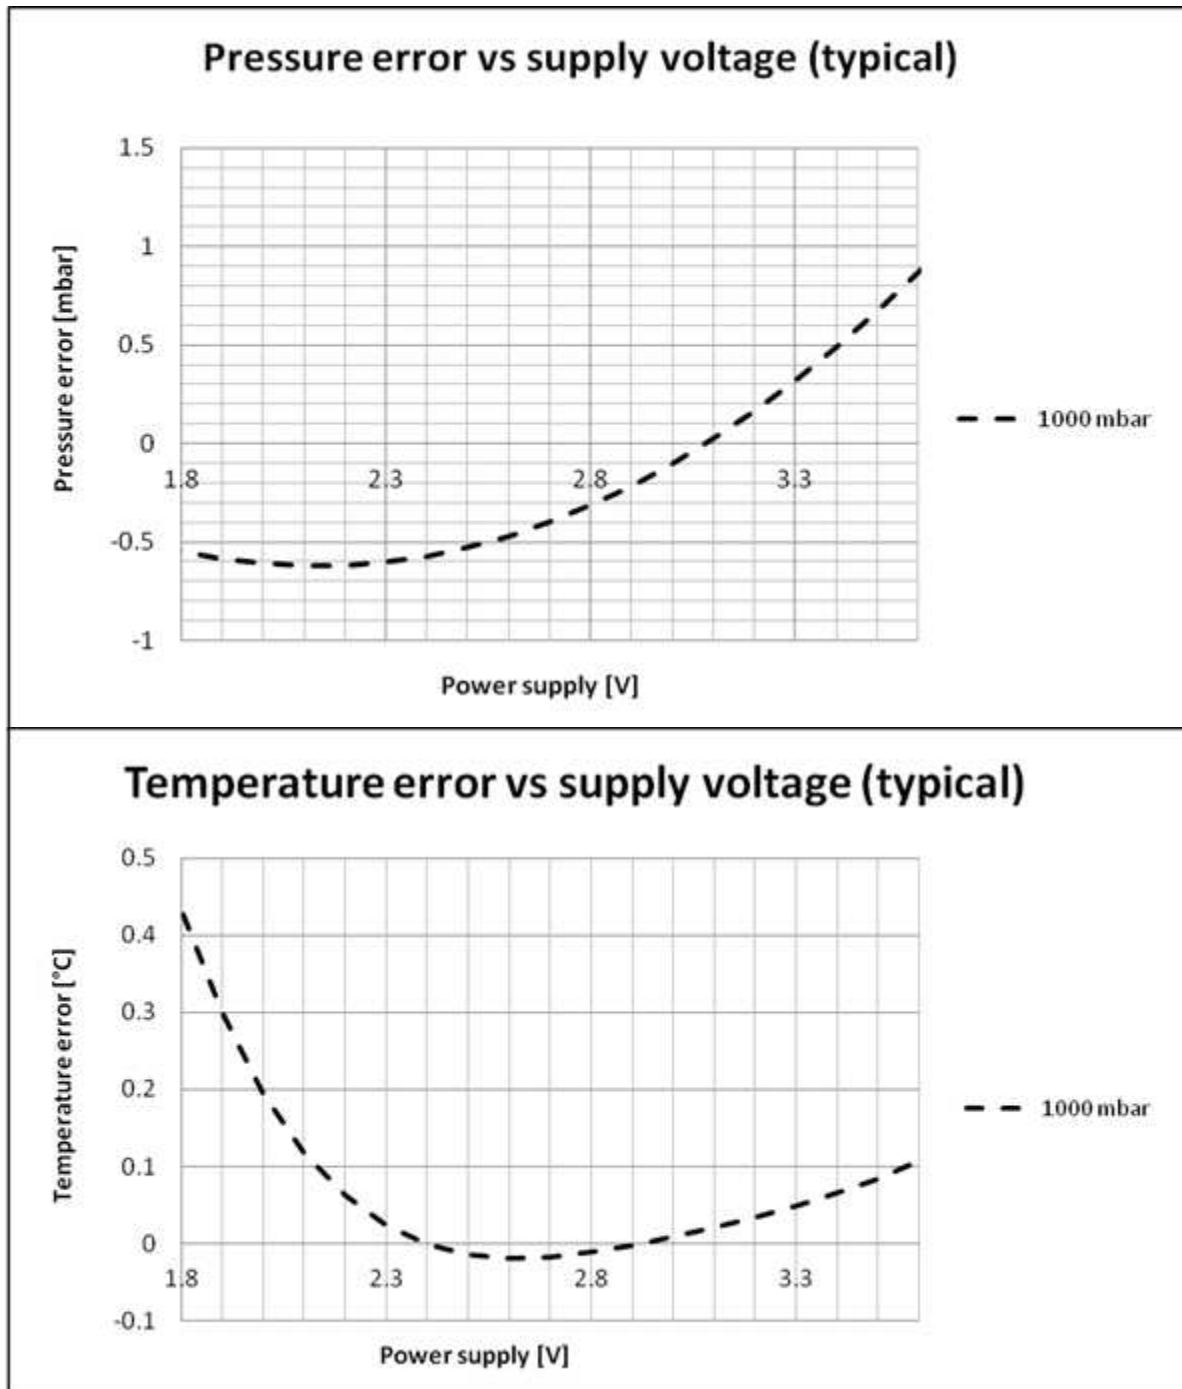 Pressure error vs supply voltage (typical)
1.5
1
0.5
0
-0.5
-1
Pressure error [mbar]
1.8 2.3 2.8 3.3
Power supply [V]
1000 mbar
Temperature error vs supply voltage (typical)
0.5
0.4
0.3
0.2
0.1
0
-0.1
Temperature error [°C]
1.8 2.3 2.8 3.3
Power supply [V]
1000 mbar